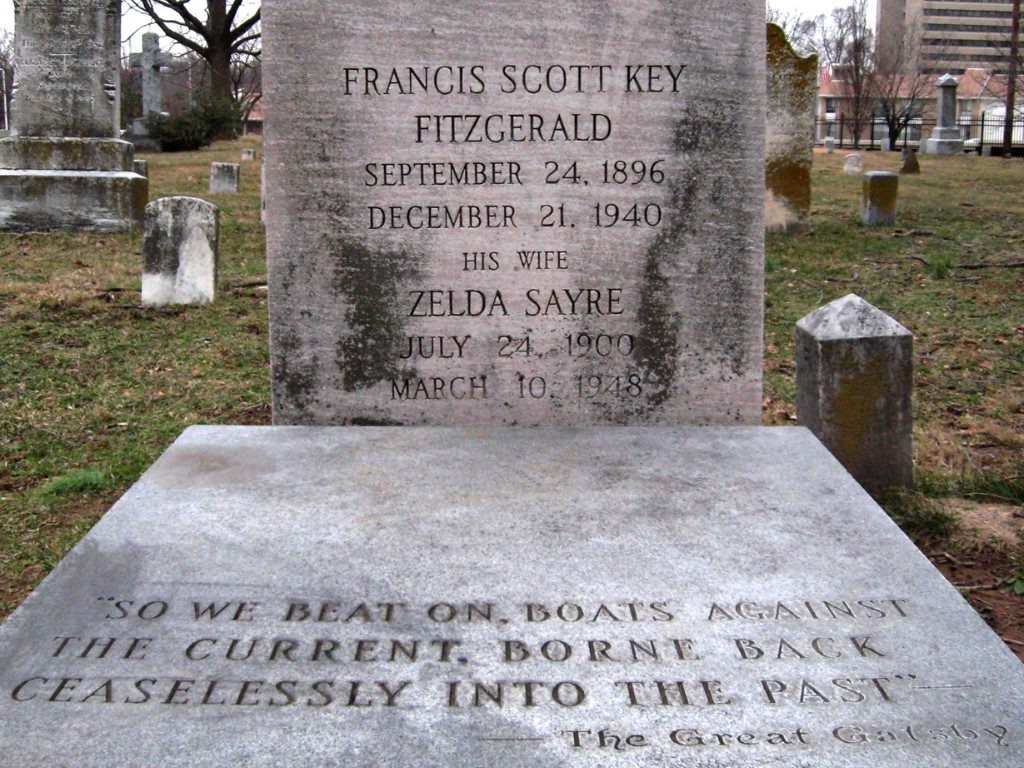 FRANCIS SCOTT KEY
FITZGERALD
SEPTEMBER 24, 1896
DECEMBER 21, 1940
HIS WIFE
ZELDA SAYRE
JULY 24, 1900
MARCH 10, 1948
"SO WE BEAT ON, BOATS AGAINST
THE CURRENT, BORNE BACK
CEASELESSLY INTO THE PAST"—
— The Great Gatsby